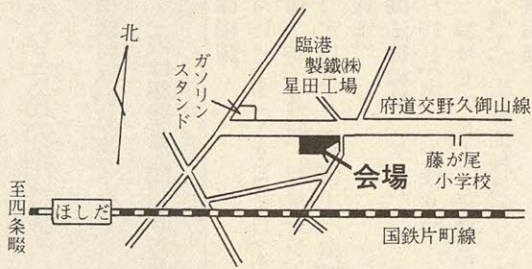 北
ガソリン
スタンド
臨港
製鐵㈱
星田工場
府道交野久御山線
藤が尾
小学校
会場
至四条畷
ほしだ
国鉄片町線